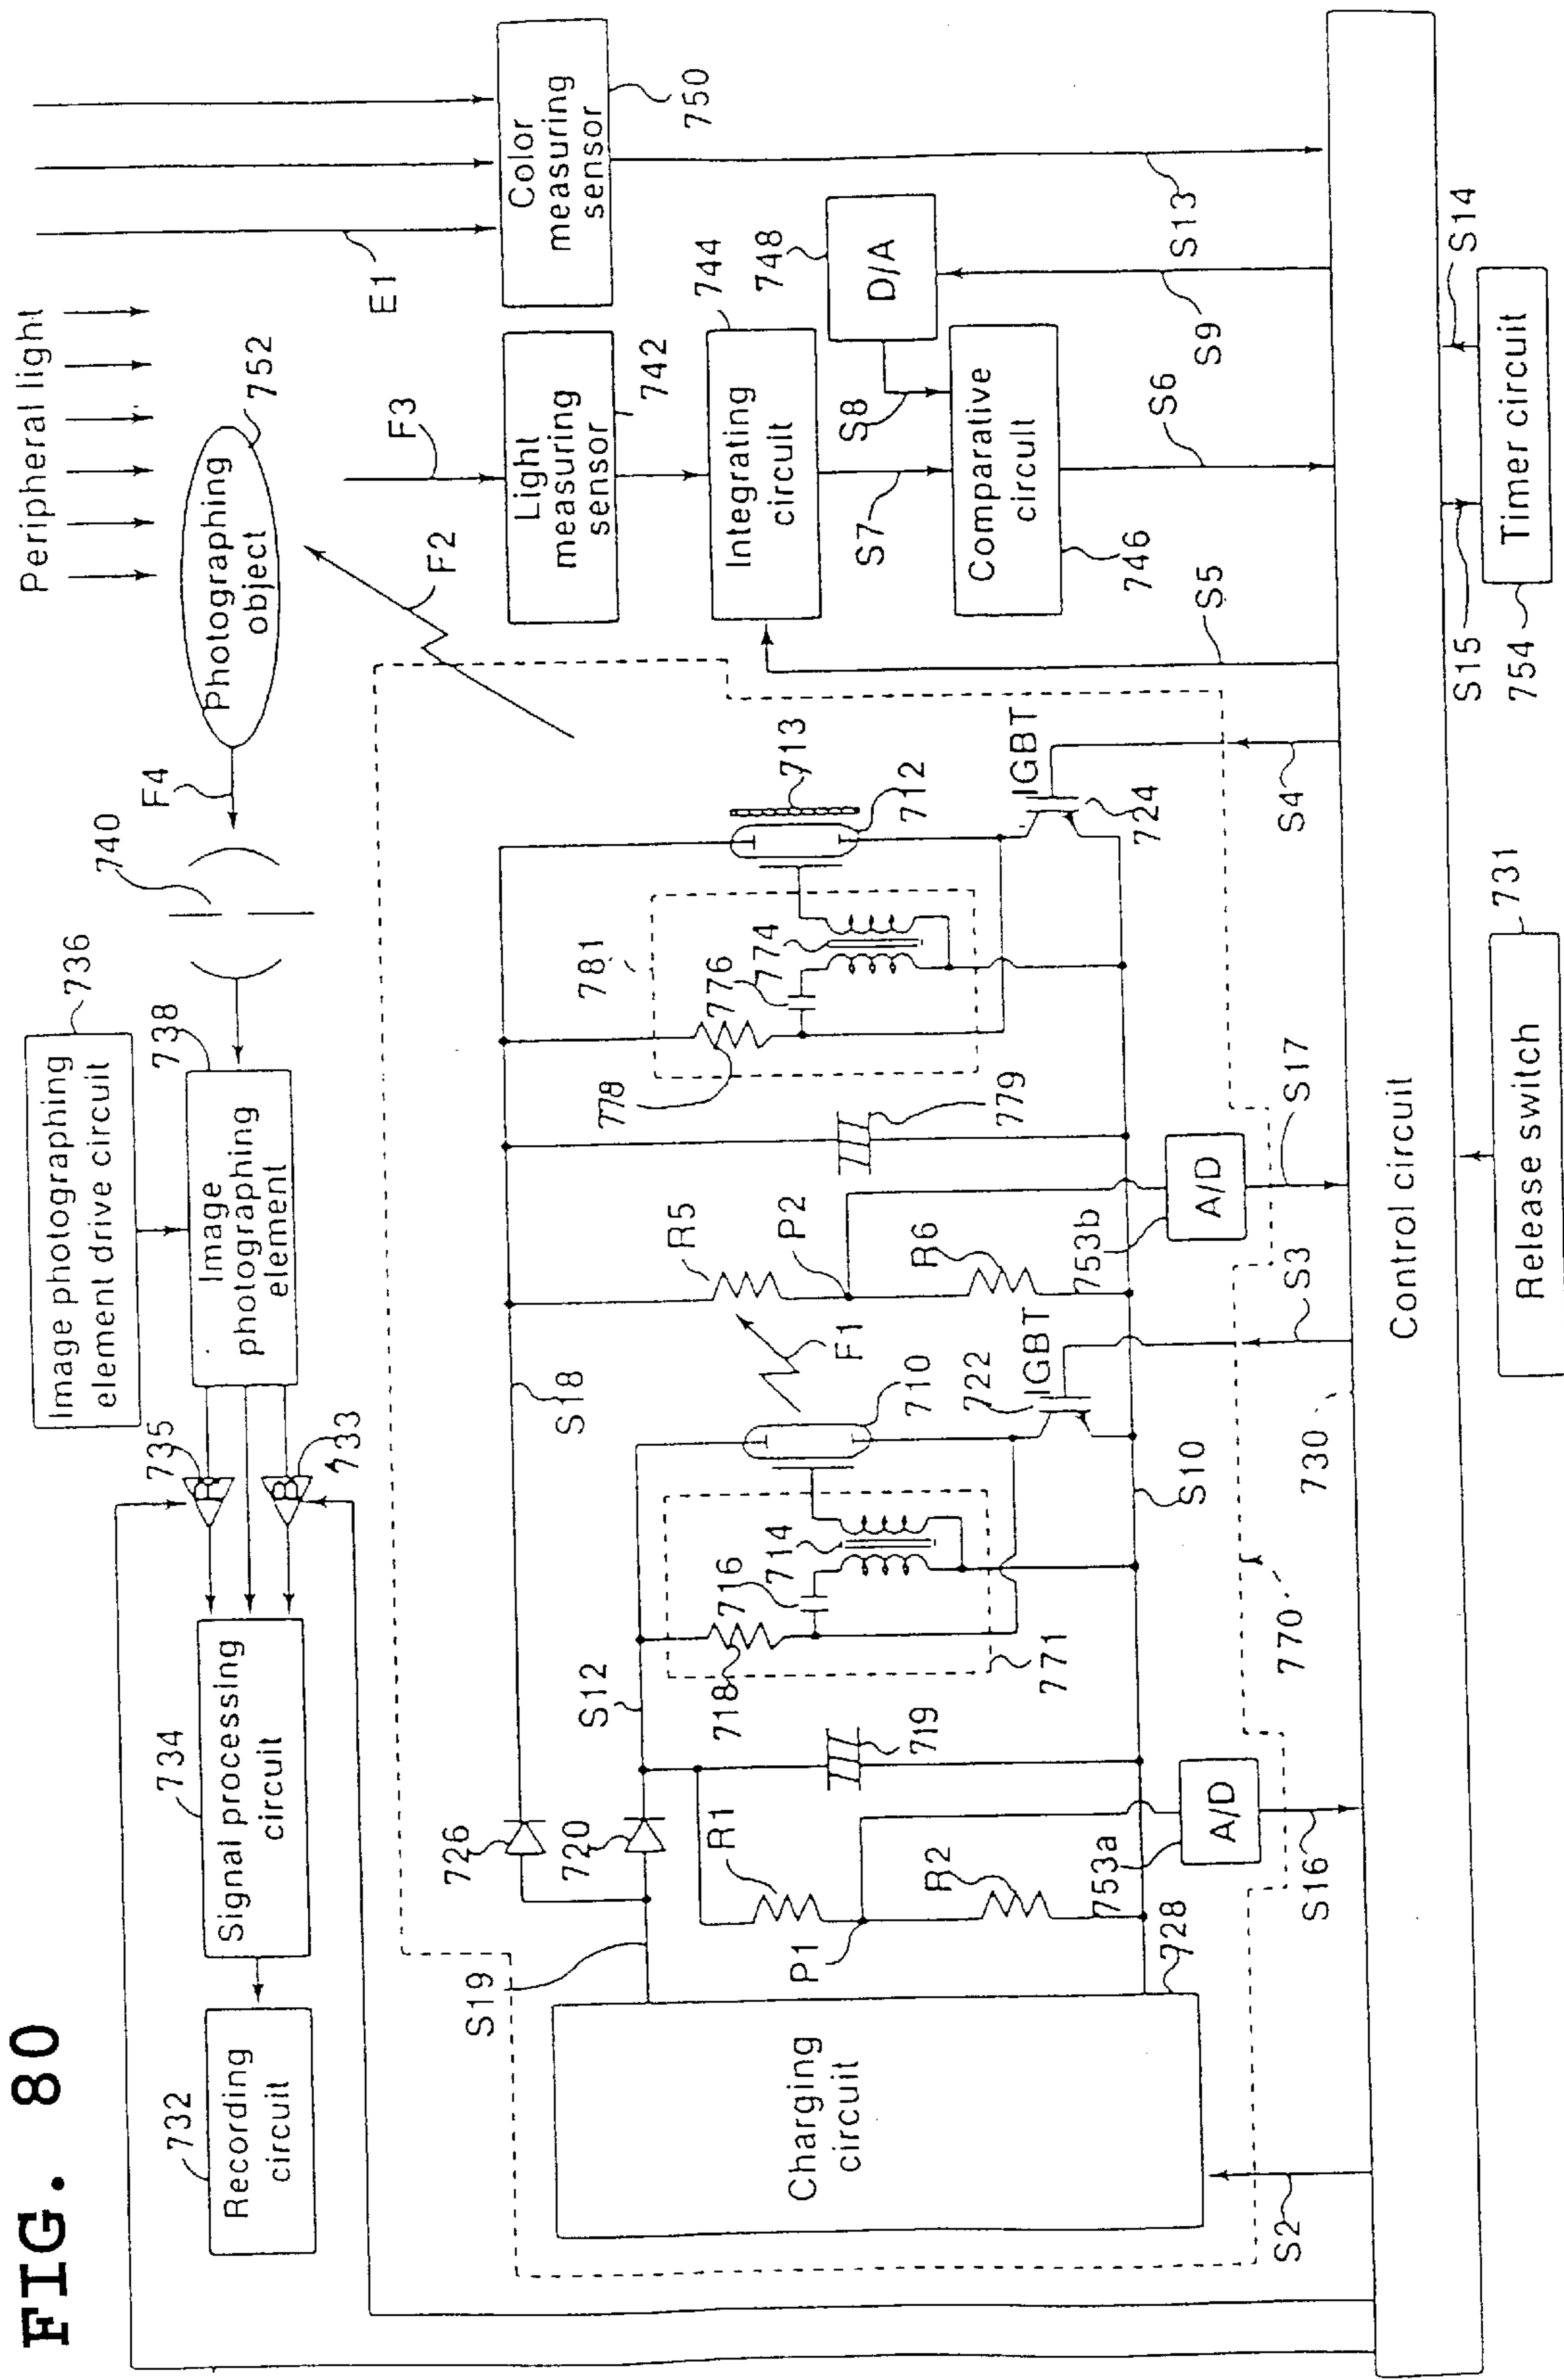 FIG. 80
Peripheral light
Photographing
object
752
F4
740
Image photographing
element drive circuit
736
738
Image
photographing
element
735
R
B
733
734
Signal processing
circuit
732
Recording
circuit
E1
Color
measuring
sensor
750
F3
Light
measuring
sensor
742
F2
744
Integrating
circuit
748
D/A
S8
S7
Comparative
circuit
746
S13
S9
S6
S5
713
712
IGBT
724
S4
781
776
774
778
779
R5
P2
R6
753b
A/D
S17
S18
F1
710
722
IGBT
S3
S10
716
714
718
771
S12
719
726
720
R1
R2
P1
753a
A/D
S16
S19
728
Charging
circuit
S2
770
730
Control circuit
S14
S15
Timer circuit
754
731
Release switch